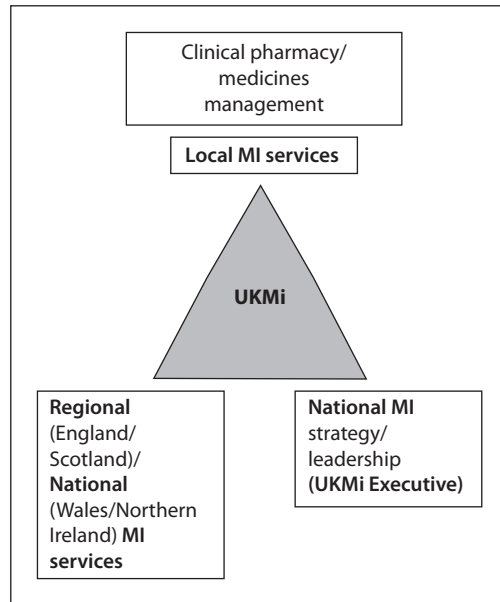 Clinical pharmacy/
medicines
management
Local MI services
UKMi
Regional
(England/
Scotland)/
National
(Wales/Northern
Ireland) MI
services
National MI
strategy/
leadership
(UKMi Executive)